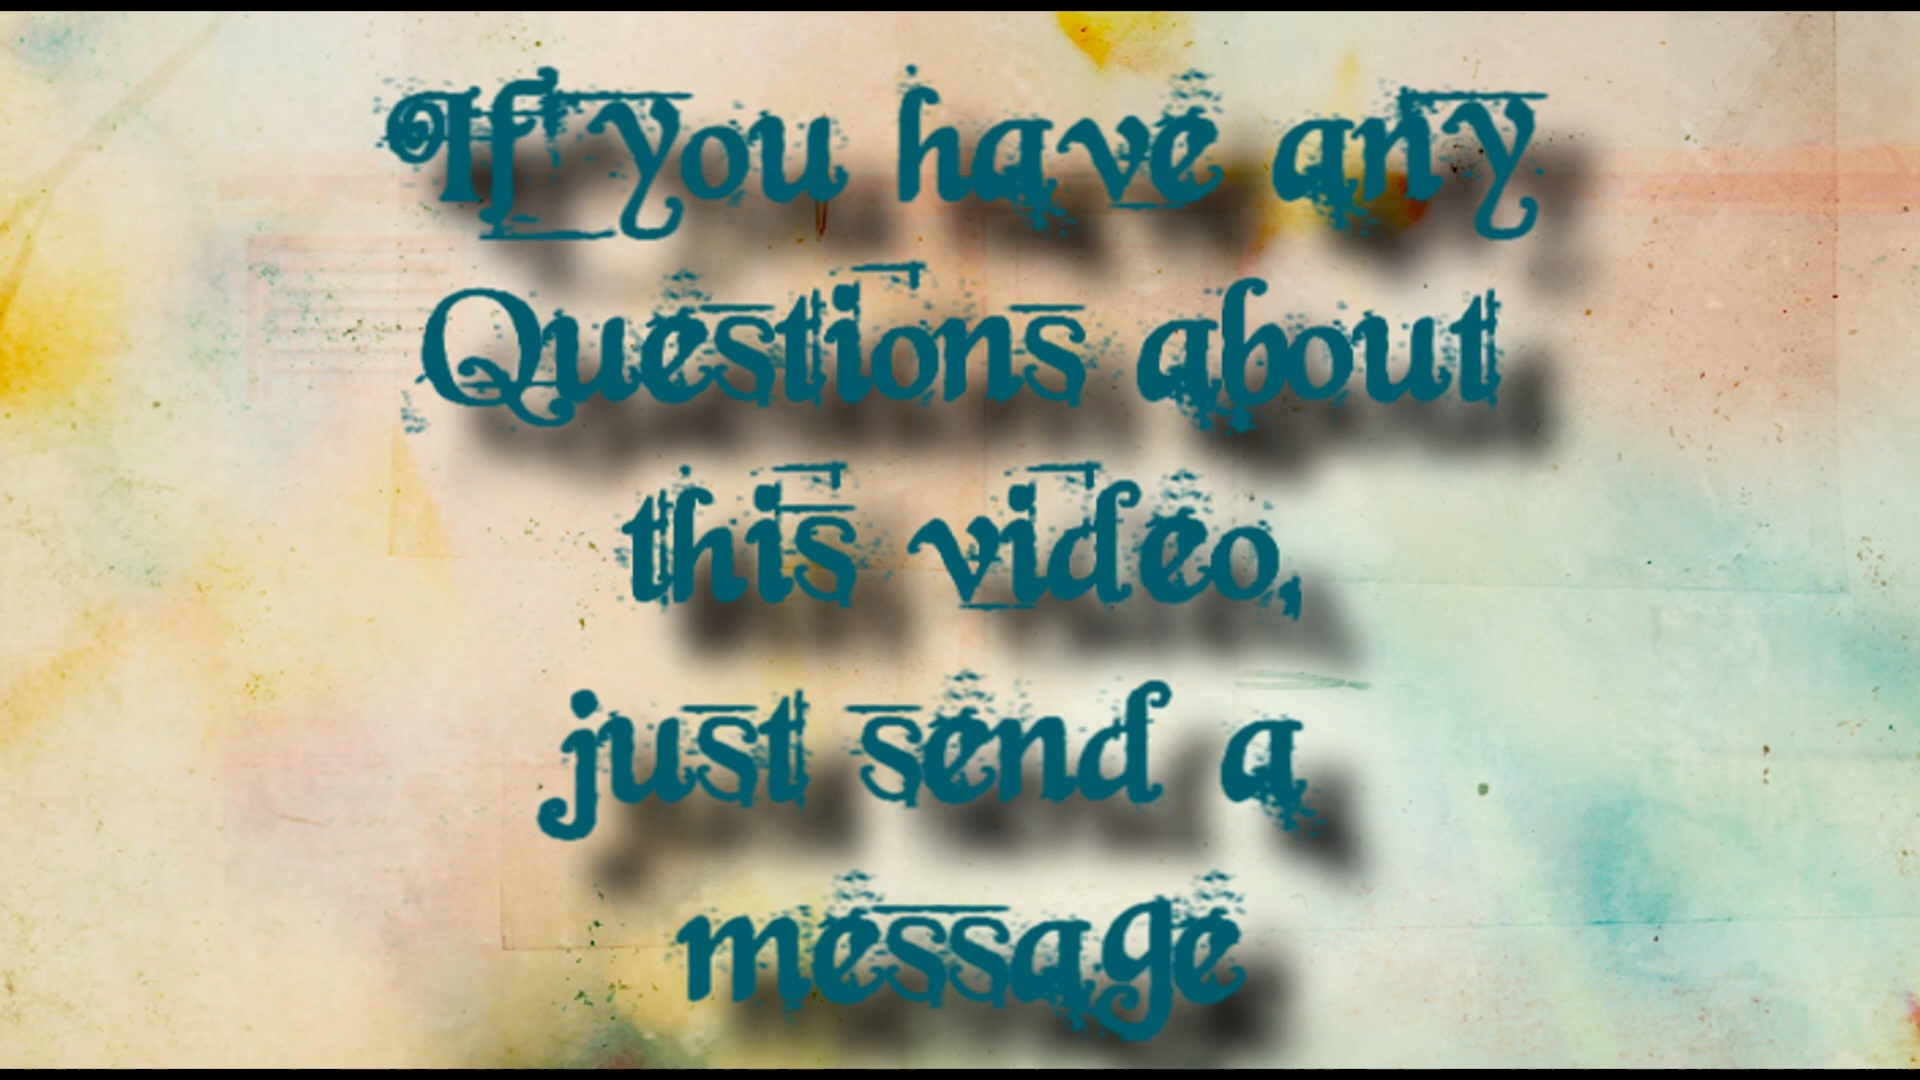 If you have any
Questions about
this video,
just send a
message